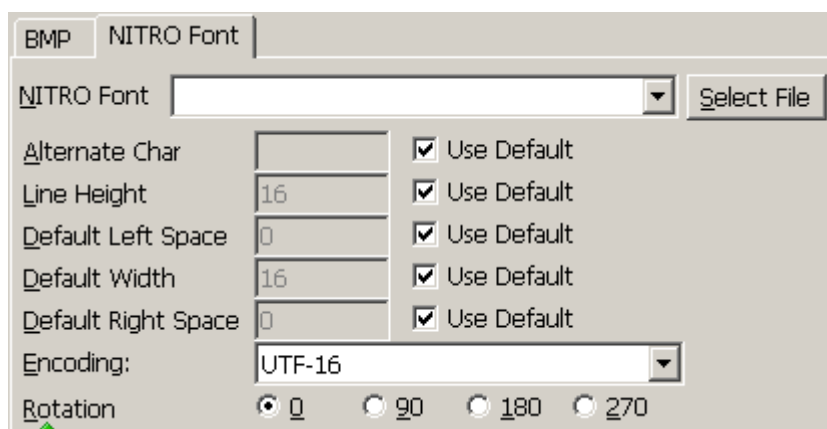 BMP NITRO Font
NITRO Font Select File
Alternate Char Use Default
Line Height 16 Use Default
Default Left Space 0 Use Default
Default Width 16 Use Default
Default Right Space 0 Use Default
Encoding: UTF-16
Rotation 0 90 180 270